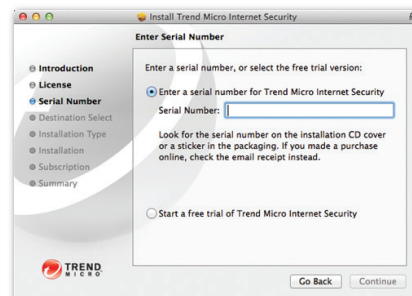 Install Trend Micro Internet Security
Enter Serial Number
Introduction
License
Serial Number
Destination Select
Installation Type
Installation
Subscription
Summary
Enter a serial number, or select the free trial version:
Enter a serial number for Trend Micro Internet Security
Serial Number:
Look for the serial number on the installation CD cover
or a sticker in the packaging. If you made a purchase
online, check the email receipt instead.
Start a free trial of Trend Micro Internet Security
TREND
MICRO
Go Back
Continue